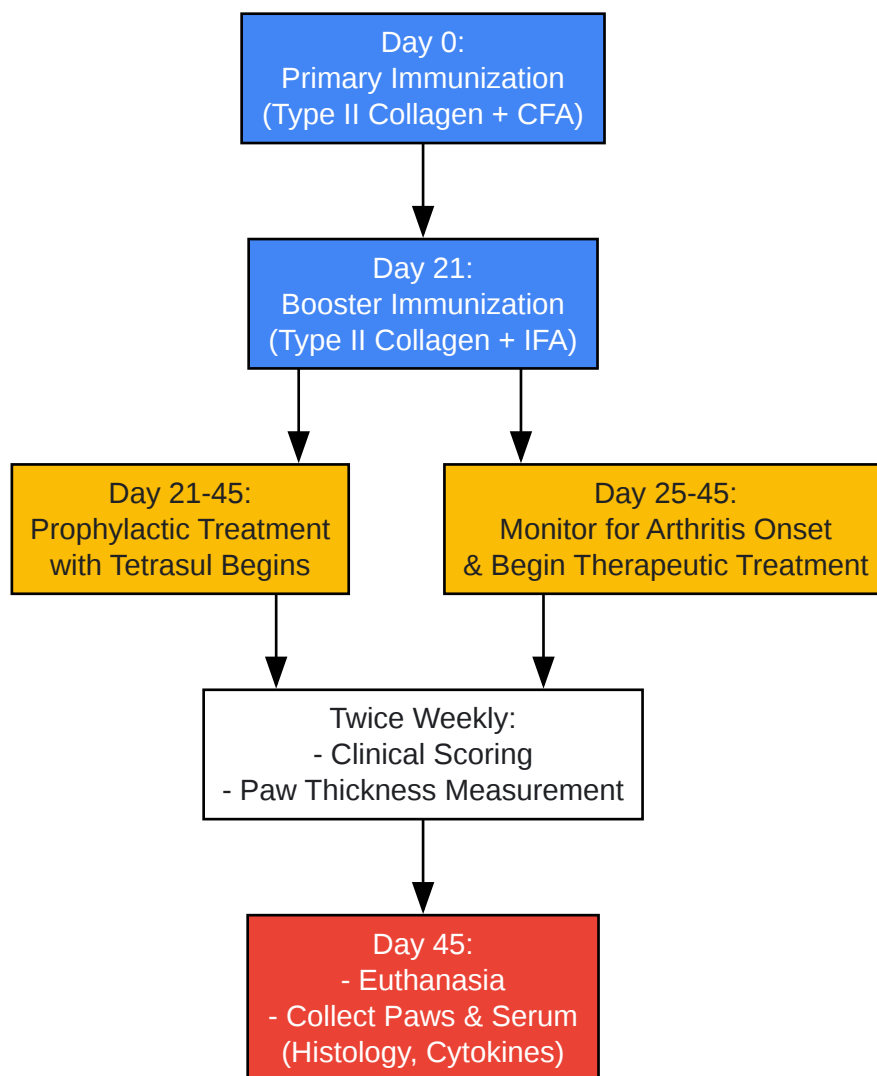 Day 0:
Primary Immunization
(Type II Collagen + CFA)
Day 21:
Booster Immunization
(Type II Collagen + IFA)
Day 21-45:
Prophylactic Treatment
with Tetrasul Begins
Day 25-45:
Monitor for Arthritis Onset
& Begin Therapeutic Treatment
Twice Weekly:
- Clinical Scoring
- Paw Thickness Measurement
Day 45:
- Euthanasia
- Collect Paws & Serum
(Histology, Cytokines)